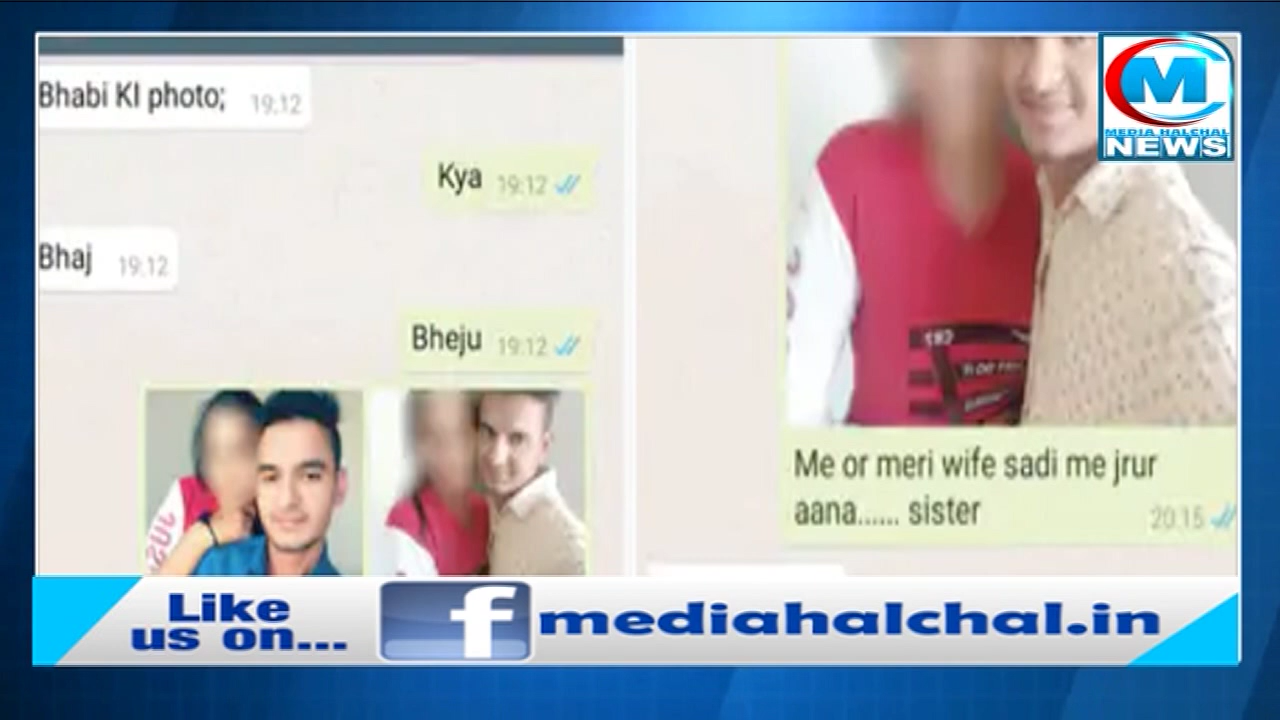 Bhabi KI photo; 19:12
Kya 19:12
Bhaj 19:12
Bheju 19:12
Me or meri wife sadi me jrur
aana...... sister 20:15
M
MEDIA HALCHAL
NEWS
Like
us on...
f mediahalchal.in